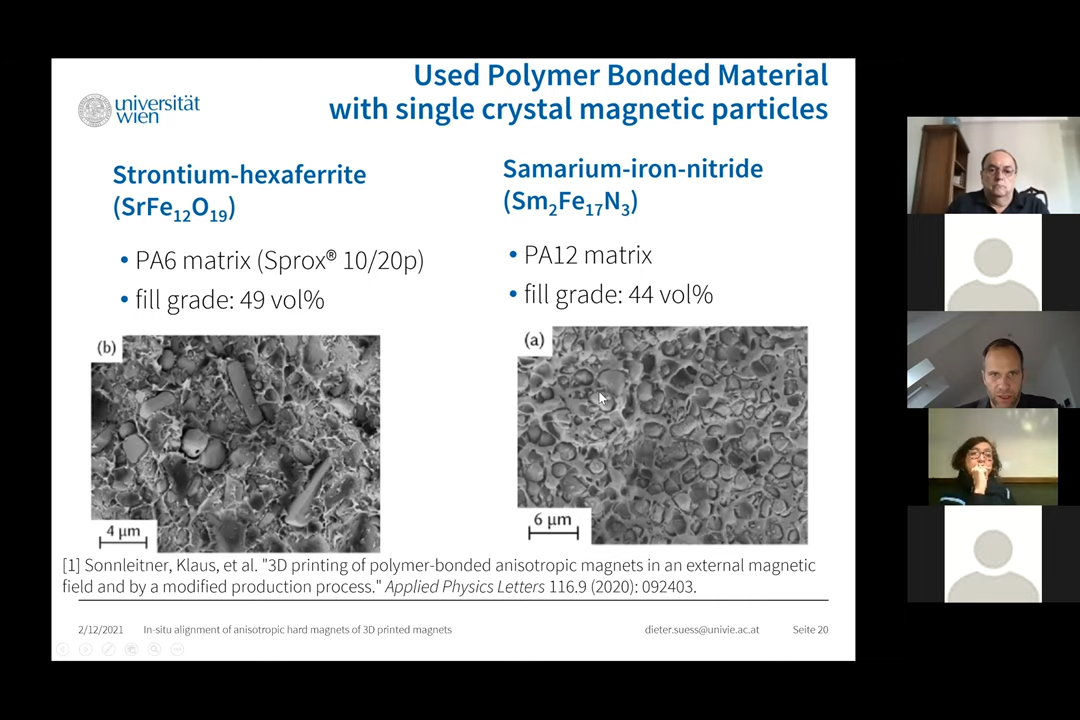 Used Polymer Bonded Material
with single crystal magnetic particles
universität
wien
Strontium-hexaferrite
(SrFe₁₂O₁₉)
• PA6 matrix (Sprox® 10/20p)
• fill grade: 49 vol%
Samarium-iron-nitride
(Sm₂Fe₁₇N₃)
• PA12 matrix
• fill grade: 44 vol%
(b)
4 µm
(a)
6 µm
[1] Sonnleitner, Klaus, et al. "3D printing of polymer-bonded anisotropic magnets in an external magnetic
field and by a modified production process." Applied Physics Letters 116.9 (2020): 092403.
2/12/2021 In-situ alignment of anisotropic hard magnets of 3D printed magnets dieter.suess@univie.ac.at Seite 20